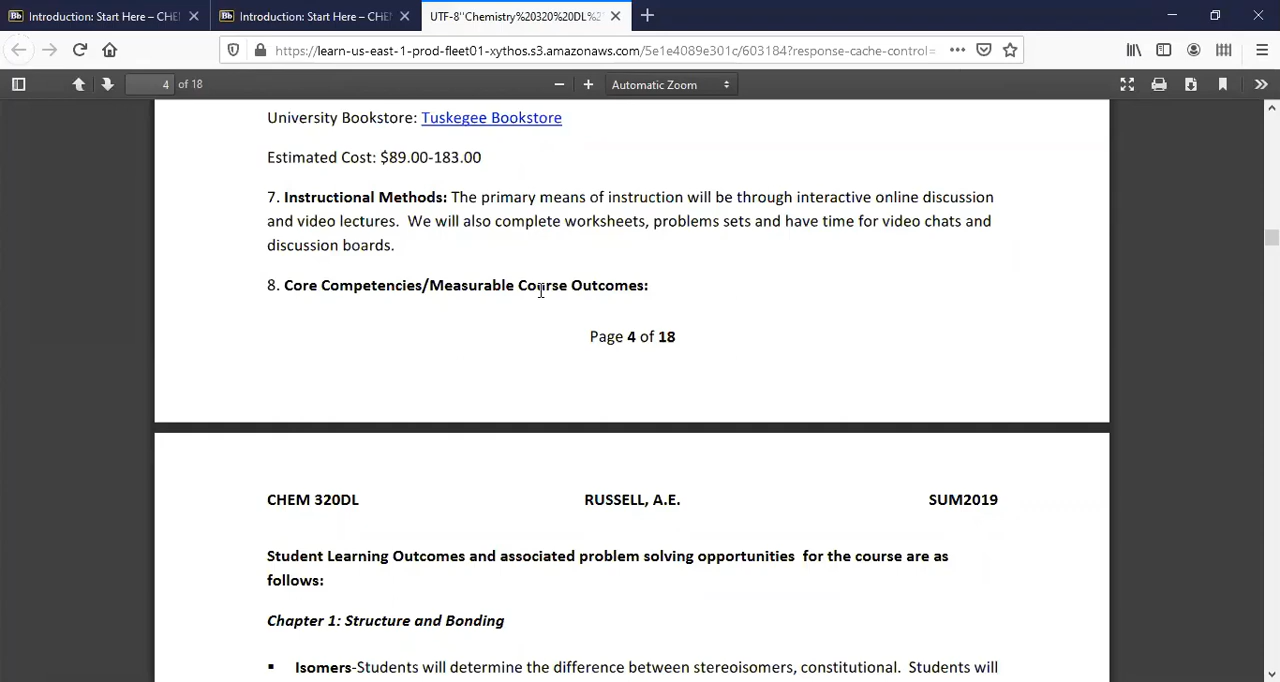 Introduction: Start Here – CHE
Introduction: Start Here – CHE
UTF-8''Chemistry%20320%20DL%2
https://learn-us-east-1-prod-fleet01-xythos.s3.amazonaws.com/5e1e4089e301c/603184?response-cache-control=
4 of 18
Automatic Zoom
University Bookstore: Tuskegee Bookstore
Estimated Cost: $89.00-183.00
7. Instructional Methods: The primary means of instruction will be through interactive online discussion
and video lectures. We will also complete worksheets, problems sets and have time for video chats and
discussion boards.
8. Core Competencies/Measurable Course Outcomes:
Page 4 of 18
CHEM 320DL RUSSELL, A.E. SUM2019
Student Learning Outcomes and associated problem solving opportunities for the course are as
follows:
Chapter 1: Structure and Bonding
▪ Isomers-Students will determine the difference between stereoisomers, constitutional. Students will